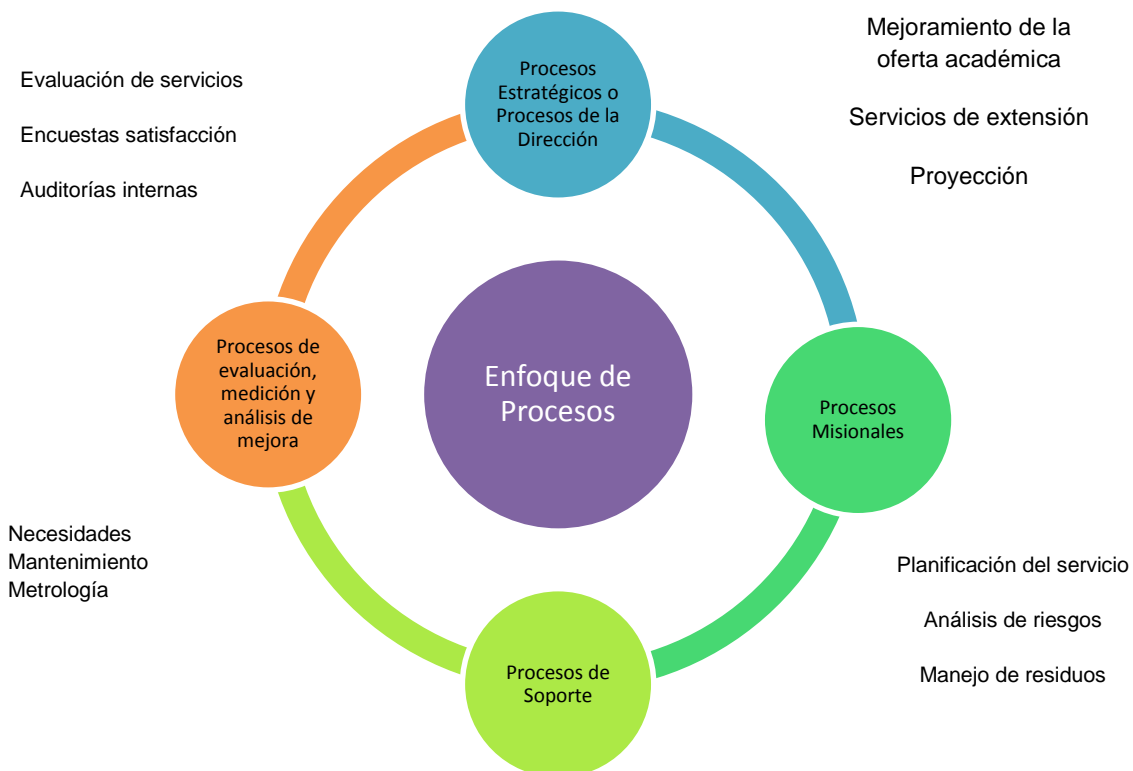 Procesos
Estratégicos o
Procesos de la
Dirección
Mejoramiento de la
oferta académica
Servicios de extensión
Proyección
Evaluación de servicios
Encuestas satisfacción
Auditorías internas
Procesos de
evaluación,
medición y
análisis de
mejora
Enfoque de
Procesos
Procesos
Misionales
Necesidades
Mantenimiento
Metrología
Planificación del servicio
Análisis de riesgos
Manejo de residuos
Procesos de
Soporte